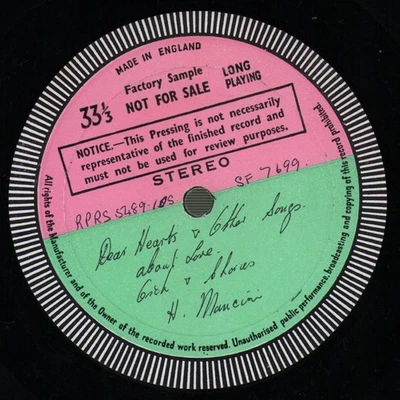 MADE IN ENGLAND
Factory Sample
33⅓ NOT FOR SALE LONG PLAYING
NOTICE.—This Pressing is not necessarily
representative of the finished record and
must not be used for review purposes.
STEREO
RPRS 5289-10S SF 7699
Dear Hearts & Other Songs
about Love.
Orch & Chorus
H. Mancini
All rights of the Manufacturer and of the Owner of the recorded work reserved. Unauthorised public performance, broadcasting and copying of this record prohibited.